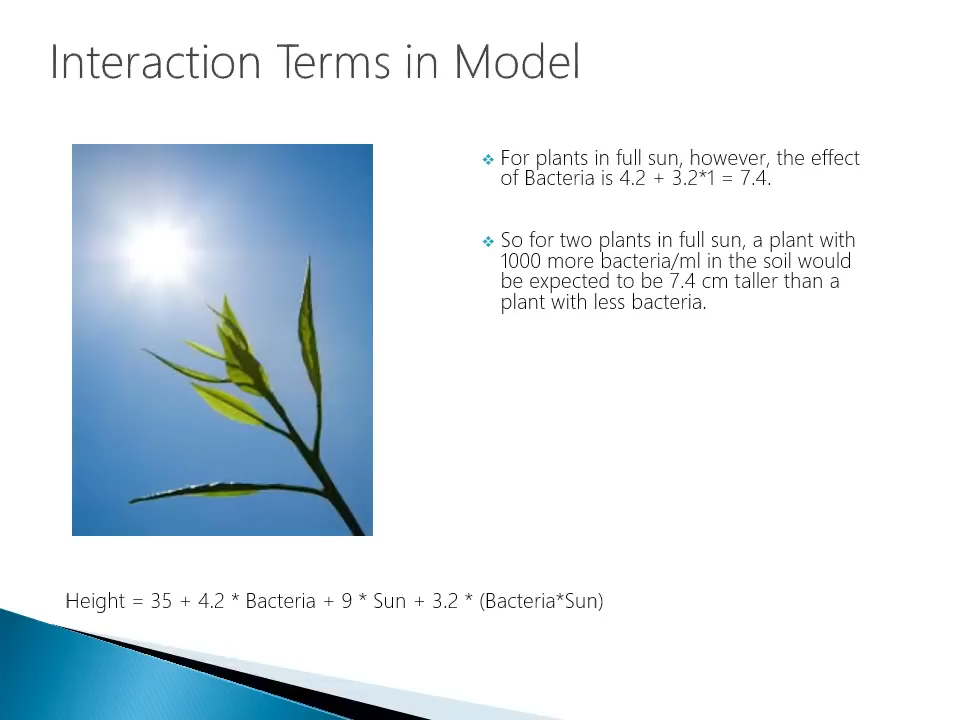 Interaction Terms in Model
❖ For plants in full sun, however, the effect
of Bacteria is 4.2 + 3.2*1 = 7.4.
❖ So for two plants in full sun, a plant with
1000 more bacteria/ml in the soil would
be expected to be 7.4 cm taller than a
plant with less bacteria.
Height = 35 + 4.2 * Bacteria + 9 * Sun + 3.2 * (Bacteria*Sun)